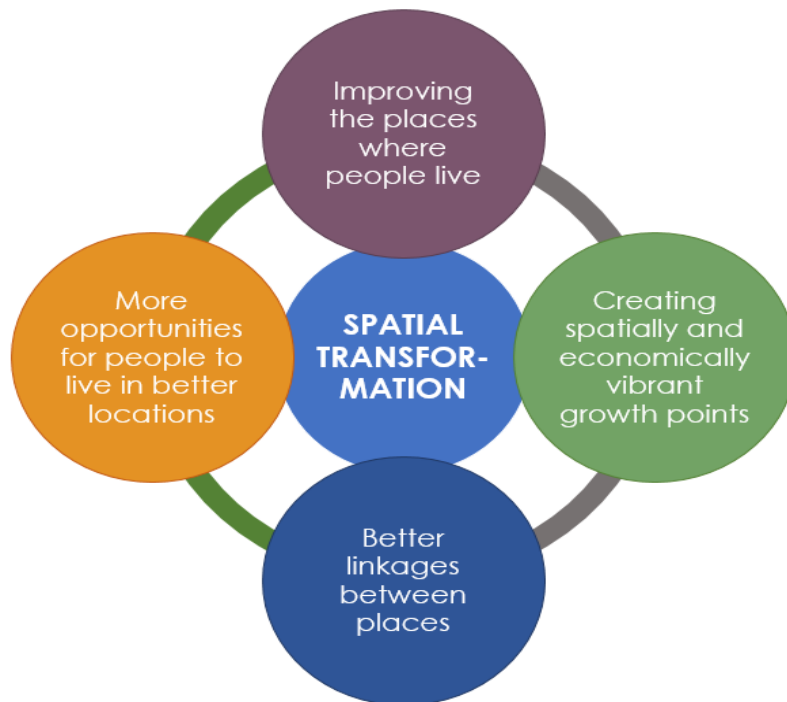 Improving
the places
where
people live
More
opportunities
for people to
live in better
locations
SPATIAL
TRANSFOR-
MATION
Creating
spatially and
economically
vibrant
growth points
Better
linkages
between
places